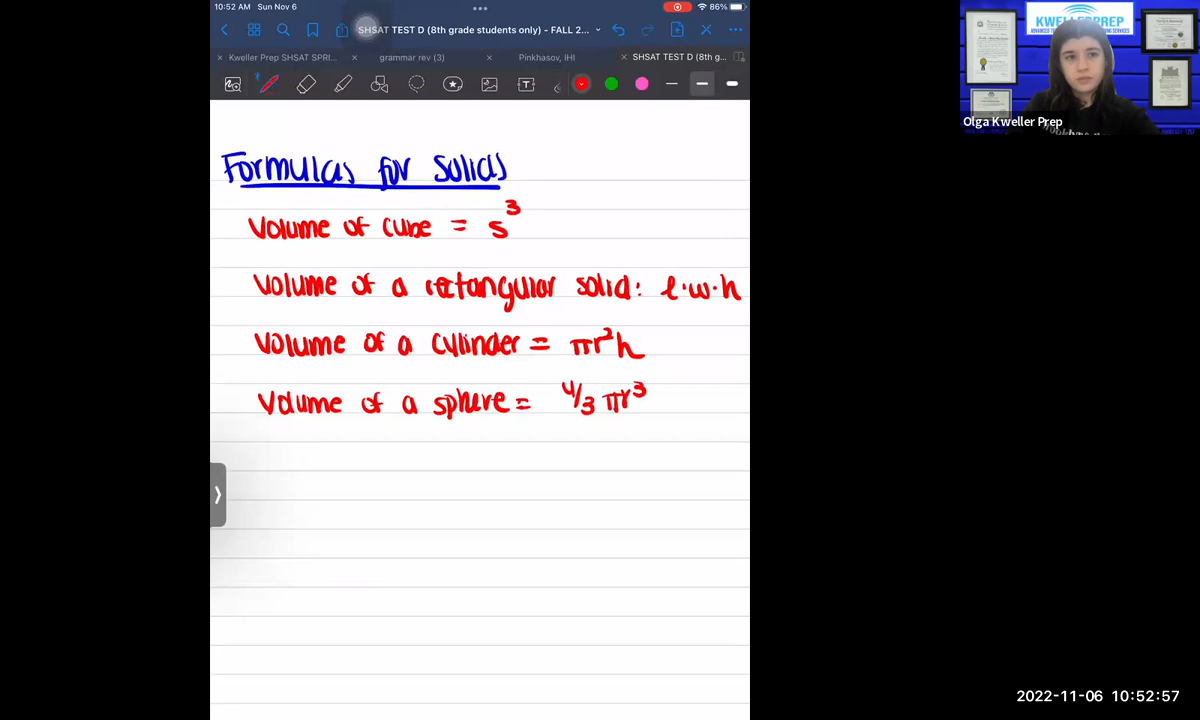 10:52 AM Sun Nov 6
86%
SHSAT TEST D (8th grade students only) - FALL 2...
Kweller Prep SHSAT SPRI...
grammar rev (3)
Pinkhasov, IHI
SHSAT TEST D (8th g...
KWELLERPREP
Olga Kweller Prep
Formulas for Solids
Volume of cube = s³
Volume of a rectangular solid: l·w·h
Volume of a cylinder = πr²h
Volume of a sphere = 4/3 πr³
2022-11-06 10:52:57